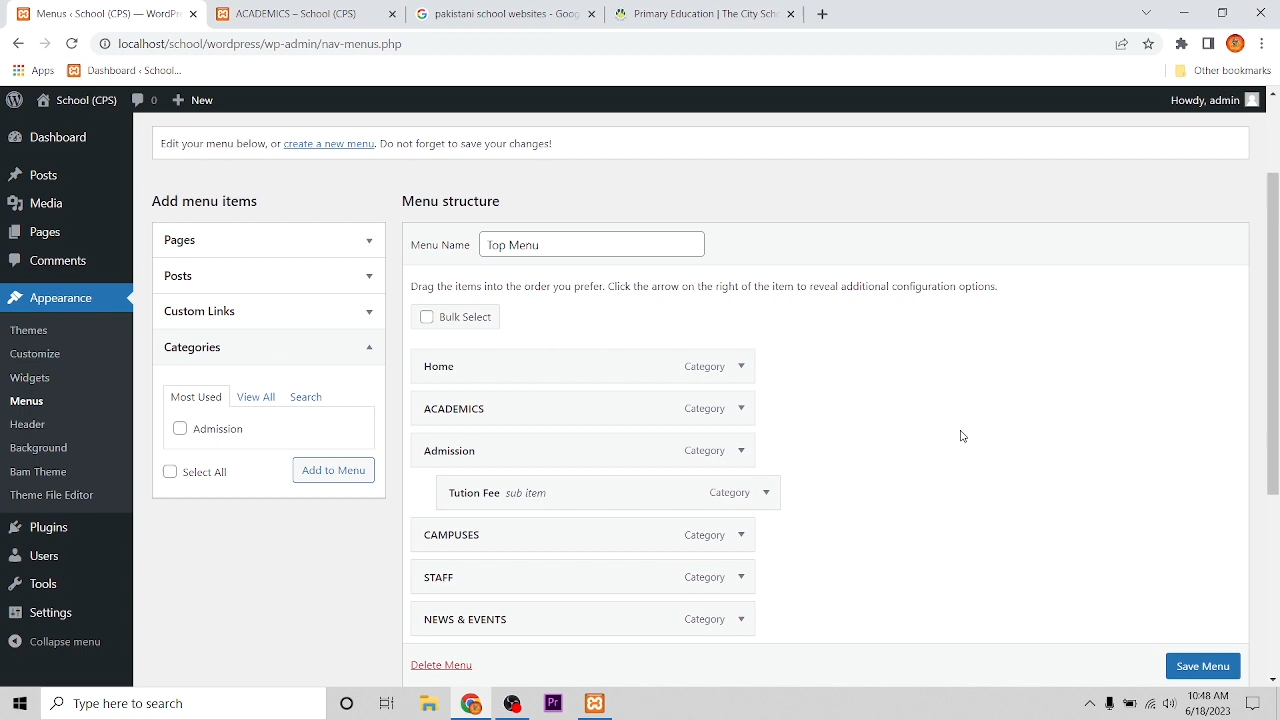 Menus ‹ School (CPS) — WordPr
ACADEMICS – School (CPS)
pakistani school websites - Goog
Primary Education | The City Scho
localhost/school/wordpress/wp-admin/nav-menus.php
Apps
Dashboard ‹ School...
Other bookmarks
School (CPS)
0
New
Howdy, admin
Dashboard
Posts
Media
Pages
Comments
Appearance
Themes
Customize
Widgets
Menus
Header
Background
Bam Theme
Theme File Editor
Plugins
Users
Tools
Settings
Collapse menu
Edit your menu below, or create a new menu. Do not forget to save your changes!
Add menu items
Pages
Posts
Custom Links
Categories
Most Used
View All
Search
Admission
Select All
Add to Menu
Menu structure
Menu Name
Top Menu
Drag the items into the order you prefer. Click the arrow on the right of the item to reveal additional configuration options.
Bulk Select
Home Category
ACADEMICS Category
Admission Category
Tution Fee sub item Category
CAMPUSES Category
STAFF Category
NEWS & EVENTS Category
Delete Menu
Save Menu
Type here to search
Pr
10:48 AM
6/18/2023